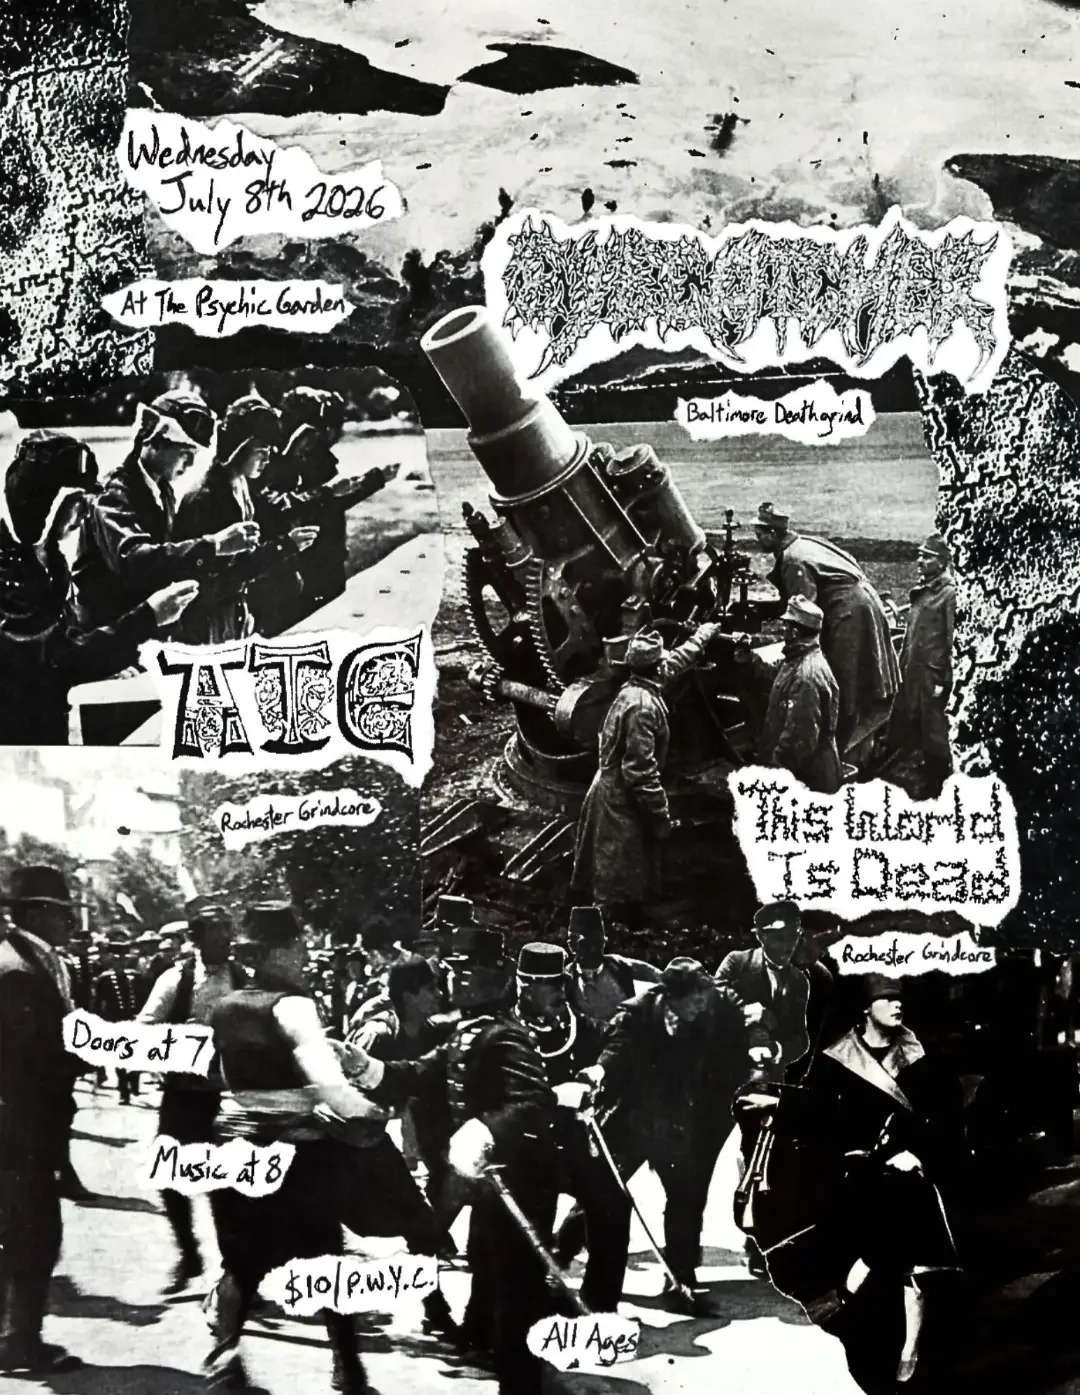 Wednesday
July 8th 2026
At The Psychic Garden
Baltimore Deathgrind
Rochester Grindcore
This World
Is Dead
Rochester Grindcore
Doors at 7
Music at 8
$10/P.W.Y.C.
All Ages